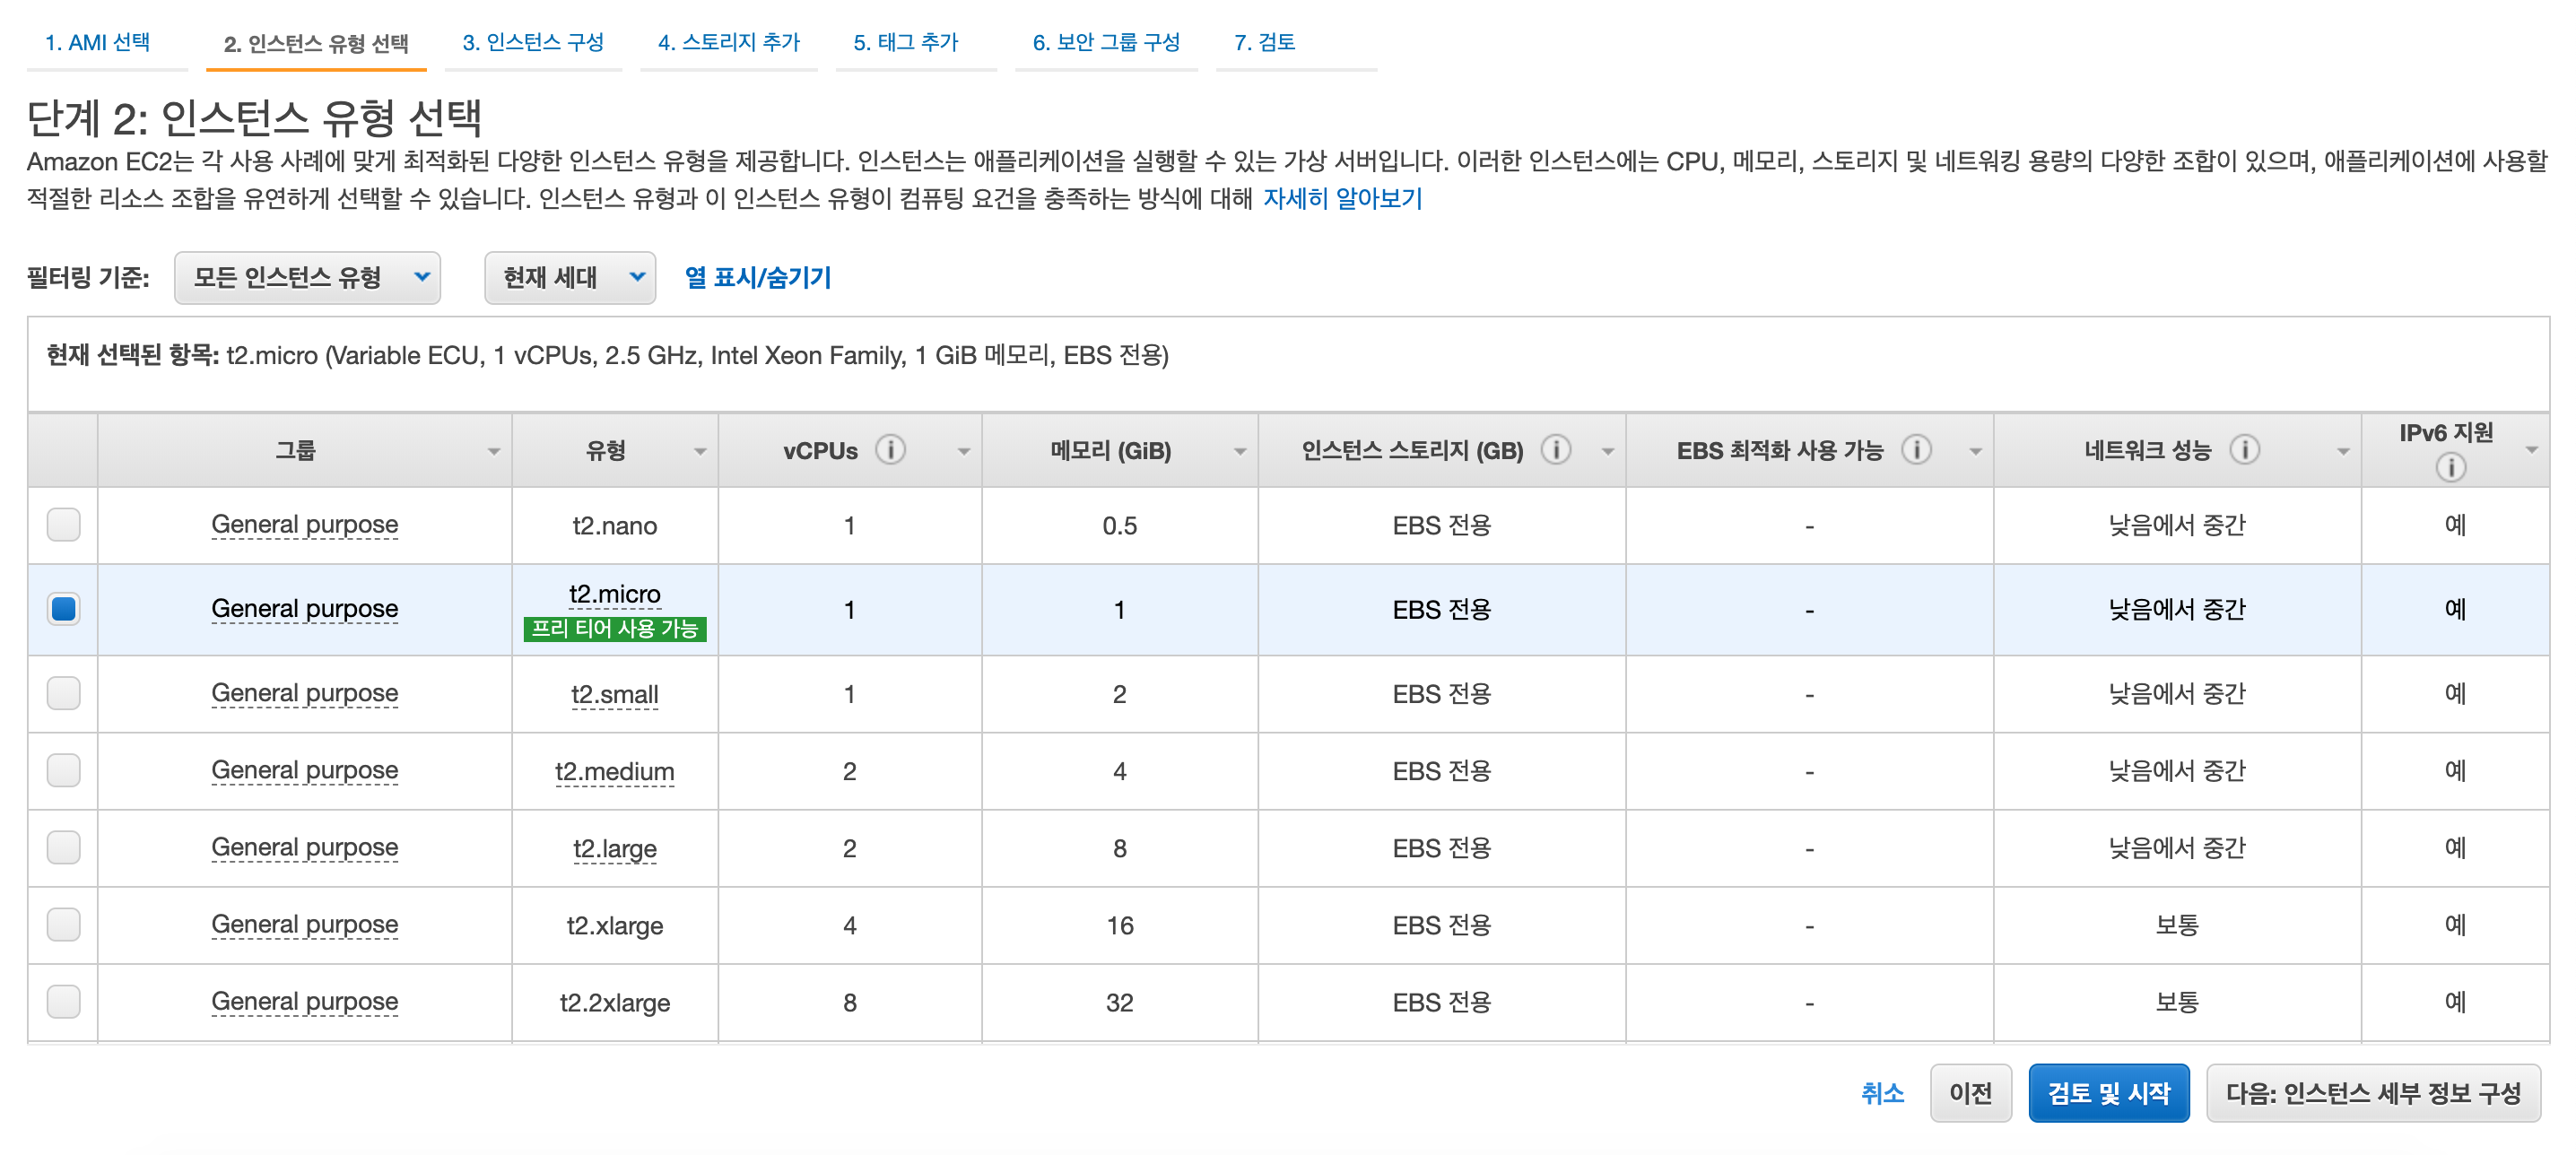 1. AMI 선택 2. 인스턴스 유형 선택 3. 인스턴스 구성 4. 스토리지 추가 5. 태그 추가 6. 보안 그룹 구성 7. 검토
단계 2: 인스턴스 유형 선택
Amazon EC2는 각 사용 사례에 맞게 최적화된 다양한 인스턴스 유형을 제공합니다. 인스턴스는 애플리케이션을 실행할 수 있는 가상 서버입니다. 이러한 인스턴스에는 CPU, 메모리, 스토리지 및 네트워킹 용량의 다양한 조합이 있으며, 애플리케이션에 사용할
적절한 리소스 조합을 유연하게 선택할 수 있습니다. 인스턴스 유형과 이 인스턴스 유형이 컴퓨팅 요건을 충족하는 방식에 대해 자세히 알아보기
필터링 기준: 모든 인스턴스 유형 현재 세대 열 표시/숨기기
현재 선택된 항목: t2.micro (Variable ECU, 1 vCPUs, 2.5 GHz, Intel Xeon Family, 1 GiB 메모리, EBS 전용)
그룹 유형 vCPUs 메모리 (GiB) 인스턴스 스토리지 (GB) EBS 최적화 사용 가능 네트워크 성능 IPv6 지원
General purpose t2.nano 1 0.5 EBS 전용 - 낮음에서 중간 예
General purpose t2.micro 1 1 EBS 전용 - 낮음에서 중간 예
프리 티어 사용 가능
General purpose t2.small 1 2 EBS 전용 - 낮음에서 중간 예
General purpose t2.medium 2 4 EBS 전용 - 낮음에서 중간 예
General purpose t2.large 2 8 EBS 전용 - 낮음에서 중간 예
General purpose t2.xlarge 4 16 EBS 전용 - 보통 예
General purpose t2.2xlarge 8 32 EBS 전용 - 보통 예
취소 이전 검토 및 시작 다음: 인스턴스 세부 정보 구성